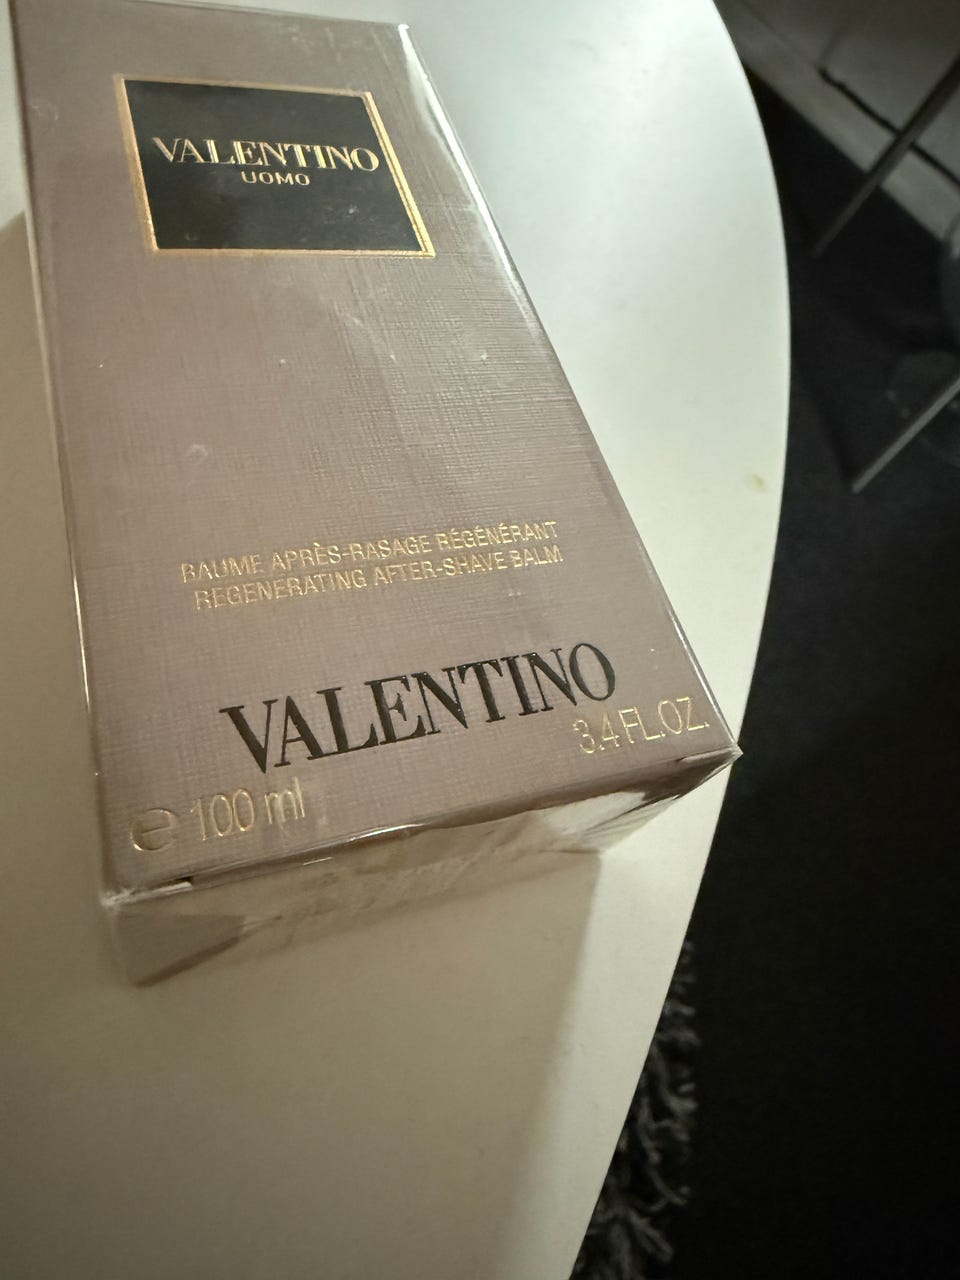 VALENTINO
UOMO
BAUME APRÈS-RASAGE RÉGÉNÉRANT
REGENERATING AFTER-SHAVE BALM
VALENTINO
℮ 100 ml 3.4 FL.OZ.